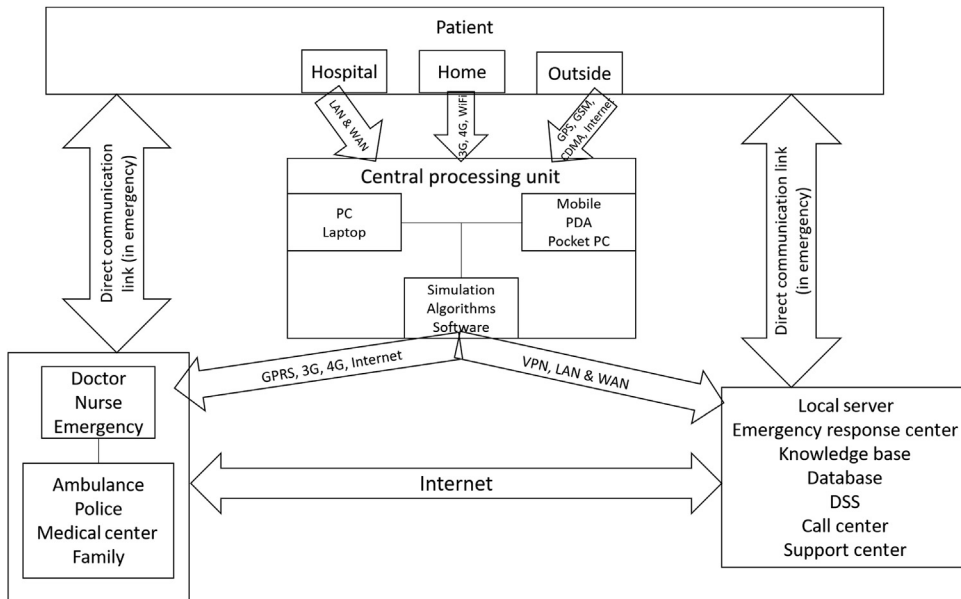 Patient
Hospital
Home
Outside
LAN & WAN
3G, 4G, WiFi
GPS, GSM,
CDMA, Internet
Direct communication
link (in emergency)
Central processing unit
PC
Laptop
Mobile
PDA
Pocket PC
Simulation
Algorithms
Software
Direct communication link
(in emergency)
GPRS, 3G, 4G, Internet
VPN, LAN & WAN
Doctor
Nurse
Emergency
Ambulance
Police
Medical center
Family
Internet
Local server
Emergency response center
Knowledge base
Database
DSS
Call center
Support center